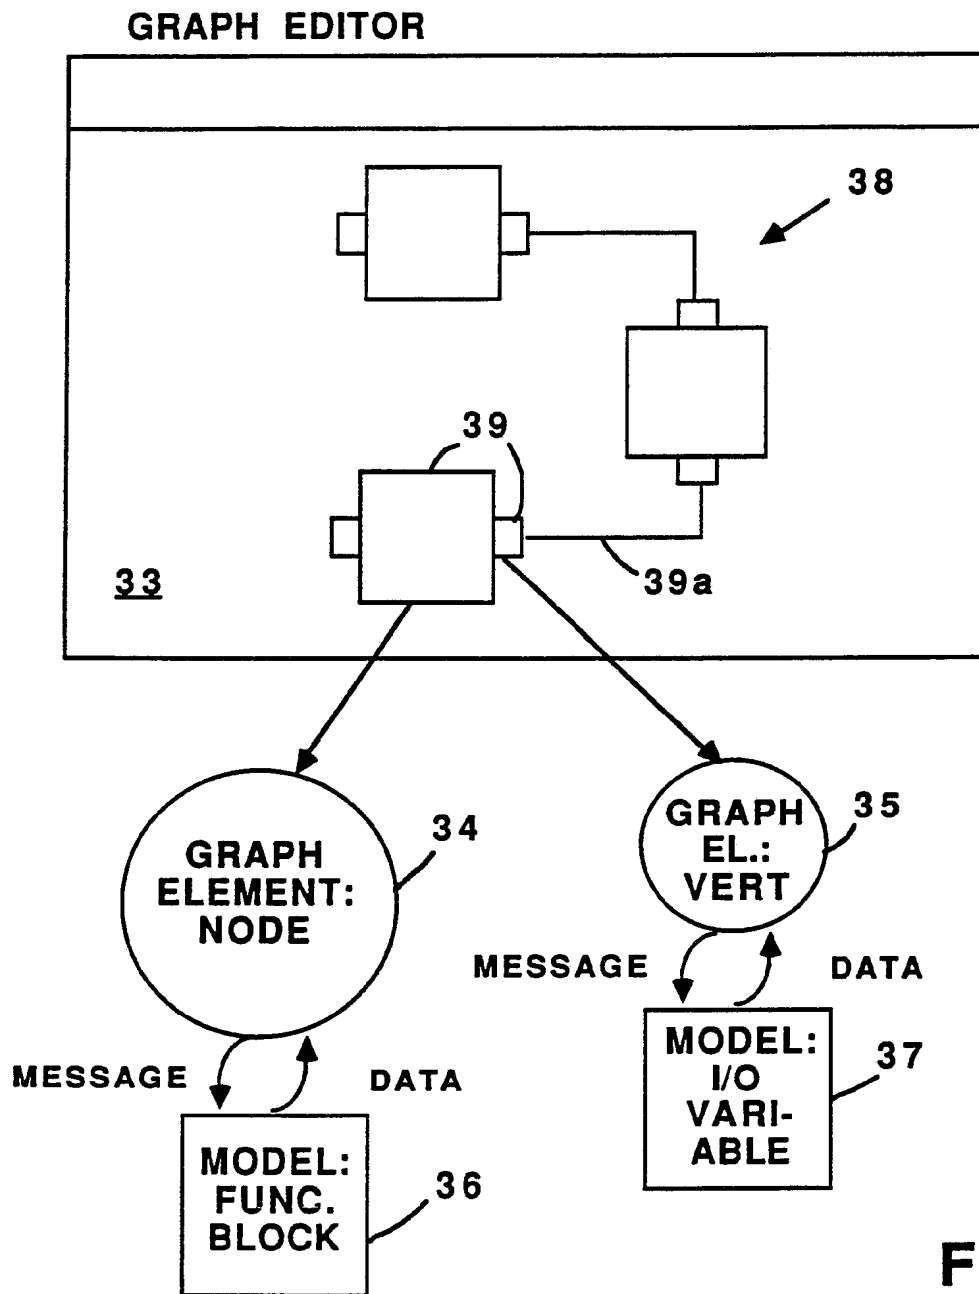 GRAPH EDITOR
38
39
33
39a
34
GRAPH
ELEMENT:
NODE
35
GRAPH
EL.:
VERT
MESSAGE
DATA
MODEL:
I/O
VARI-
ABLE
37
MESSAGE
DATA
MODEL:
FUNC.
BLOCK
36
F